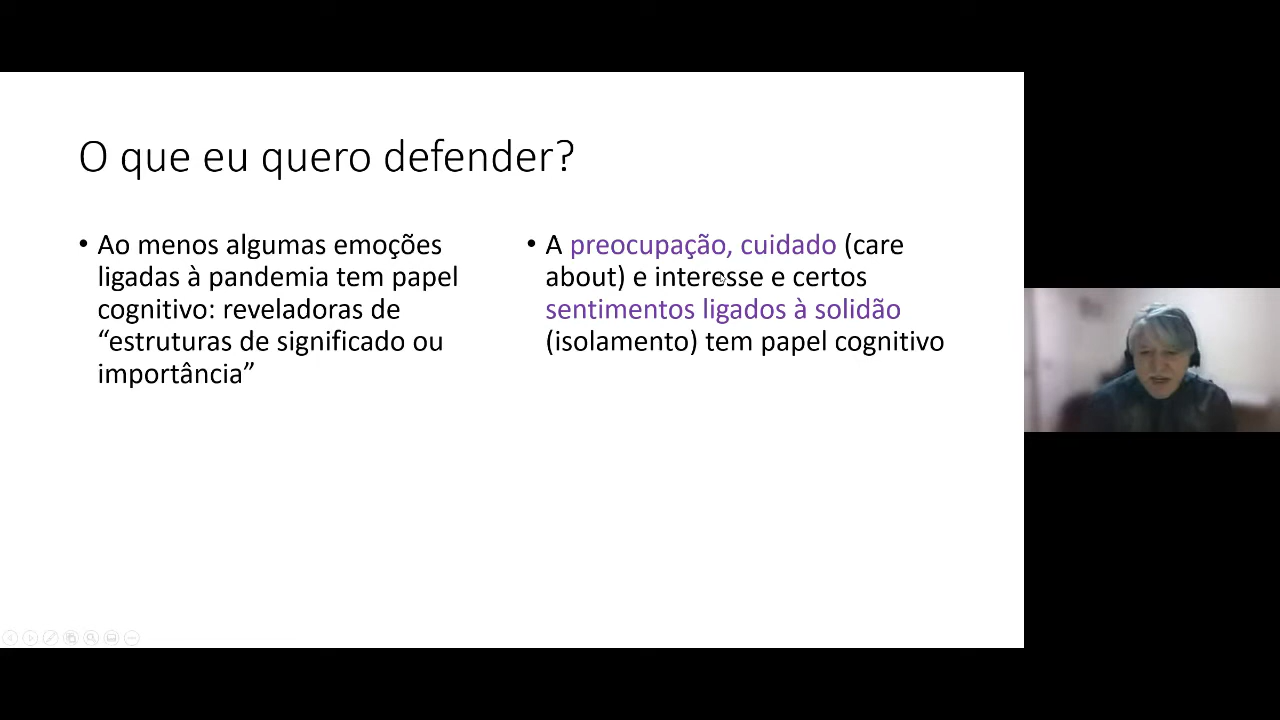 O que eu quero defender?
• Ao menos algumas emoções
ligadas à pandemia tem papel
cognitivo: reveladoras de
“estruturas de significado ou
importância”
• A preocupação, cuidado (care
about) e interesse e certos
sentimentos ligados à solidão
(isolamento) tem papel cognitivo